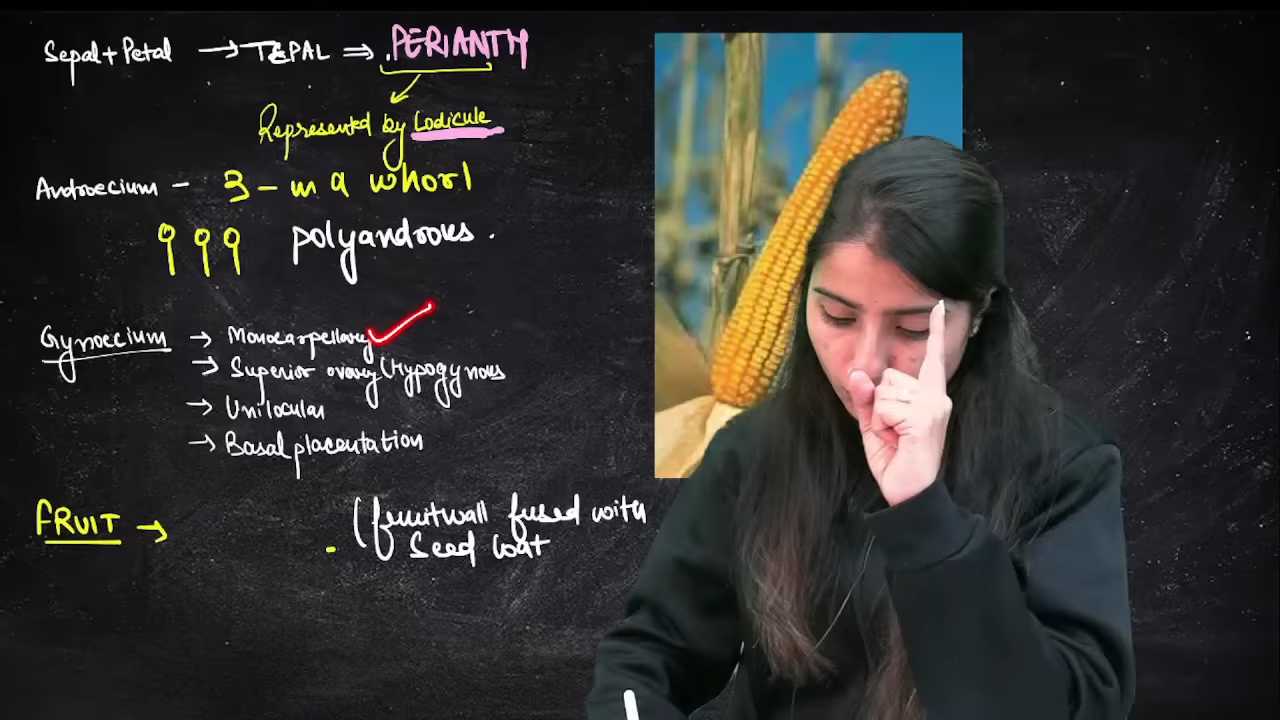 Sepal + Petal → TEPAL ⇒ PERIANTH
Represented by Lodicule
Androecium - 3 - in a whorl
polyandrous.
Gynoecium → Monocarpellary
→ Superior ovary (Hypogynous
→ Unilocular
→ Basal placentation
FRUIT → (fruitwall fused with
seed coat